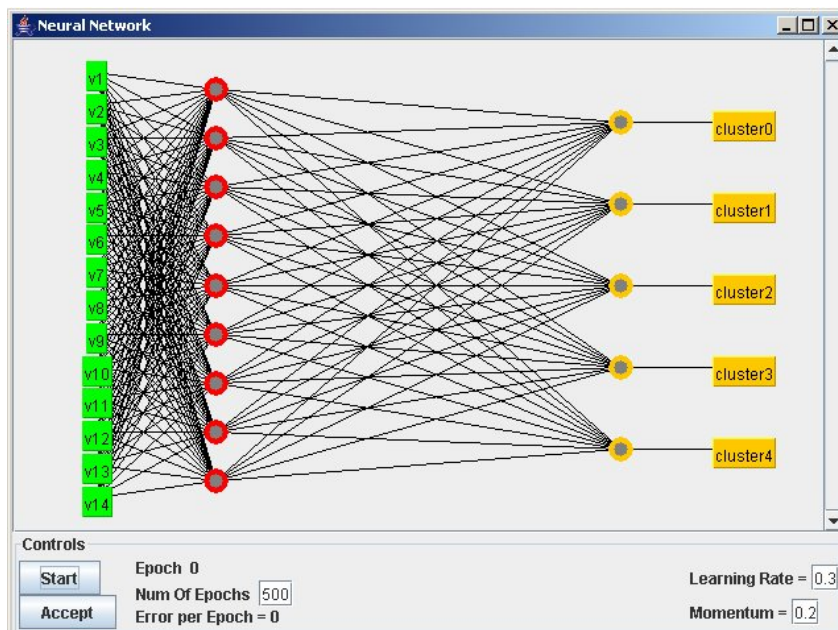 Neural Network
v1
v2
v3
v4
v5
v6
v7
v8
v9
v10
v11
v12
v13
v14
cluster0
cluster1
cluster2
cluster3
cluster4
Controls
Start
Accept
Epoch 0
Num Of Epochs 500
Error per Epoch = 0
Learning Rate = 0.3
Momentum = 0.2